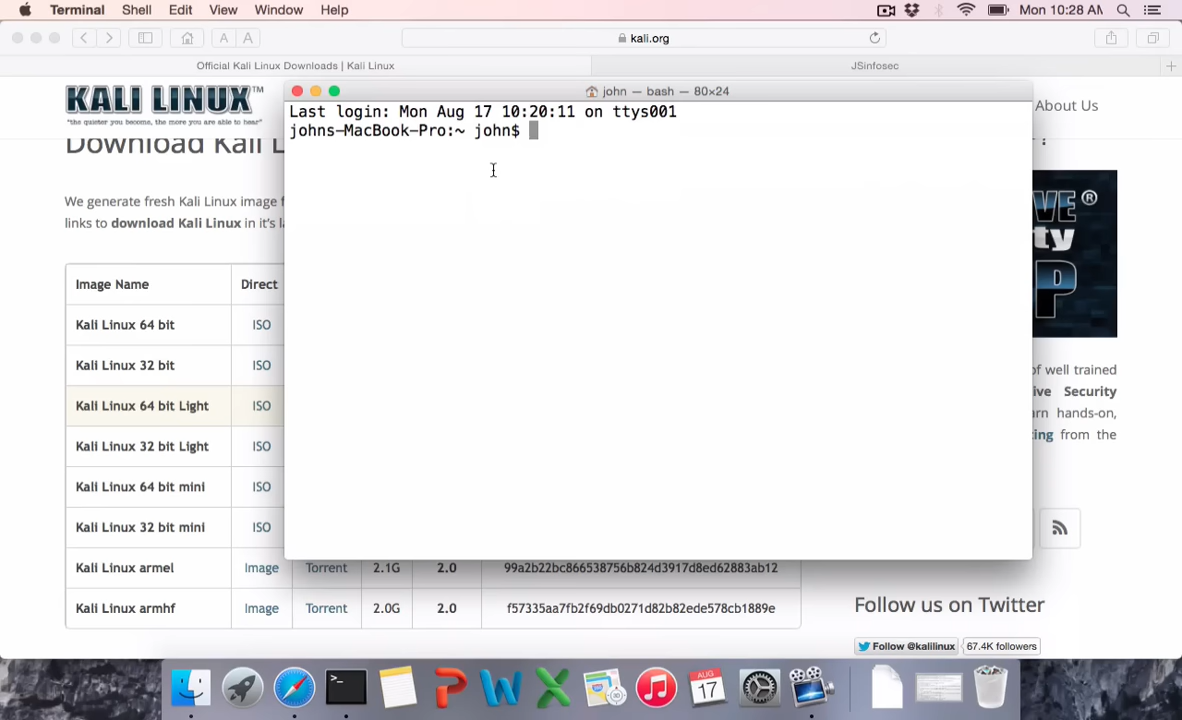 Terminal Shell Edit View Window Help Mon 10:28 AM
A A kali.org
Official Kali Linux Downloads | Kali Linux JSinfosec
KALI LINUX™ About Us
"the quieter you become, the more you are able to hear"
john — bash — 80×24
Last login: Mon Aug 17 10:20:11 on ttys001
johns-MacBook-Pro:~ john$
Download Kali L
We generate fresh Kali Linux image f
links to download Kali Linux in it's la
Image Name Direct
Kali Linux 64 bit ISO
Kali Linux 32 bit ISO
Kali Linux 64 bit Light ISO
Kali Linux 32 bit Light ISO
Kali Linux 64 bit mini ISO
Kali Linux 32 bit mini ISO
Kali Linux armel Image Torrent 2.1G 2.0 99a2b22bc866538756b824d3917d8ed62883ab12
Kali Linux armhf Image Torrent 2.0G 2.0 f57335aa7fb2f69db0271d82b82ede578cb1889e
VE®
ty
P
of well trained
ive Security
arn hands-on,
ing from the
Follow us on Twitter
Follow @kalilinux 67.4K followers
>_ P W X AUG
17